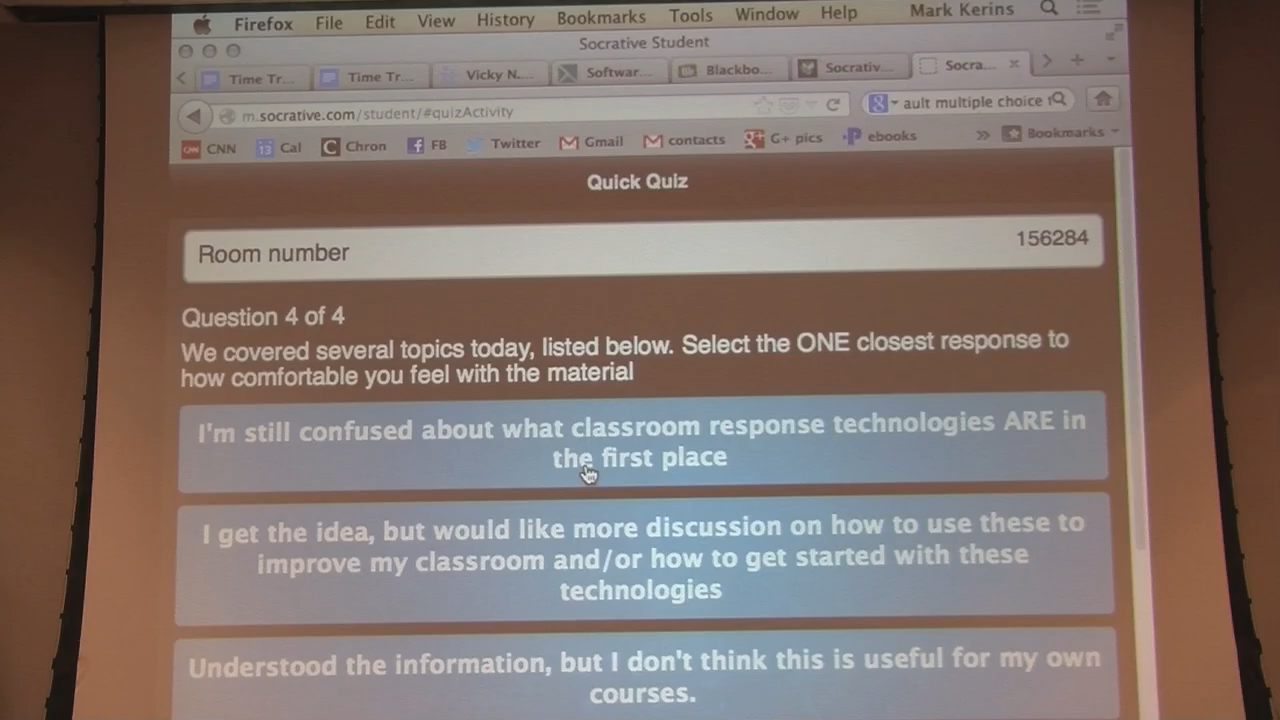 Firefox File Edit View History Bookmarks Tools Window Help Mark Kerins
Socrative Student
Time Tr... Time Tr... Vicky N.... Softwar... Blackbo... Socrativ... Socra...
m.socrative.com/student/#quizActivity ault multiple choice
CNN Cal Chron FB Twitter Gmail contacts G+ pics ebooks Bookmarks
Quick Quiz
Room number 156284
Question 4 of 4
We covered several topics today, listed below. Select the ONE closest response to
how comfortable you feel with the material
I'm still confused about what classroom response technologies ARE in
the first place
I get the idea, but would like more discussion on how to use these to
improve my classroom and/or how to get started with these
technologies
Understood the information, but I don't think this is useful for my own
courses.